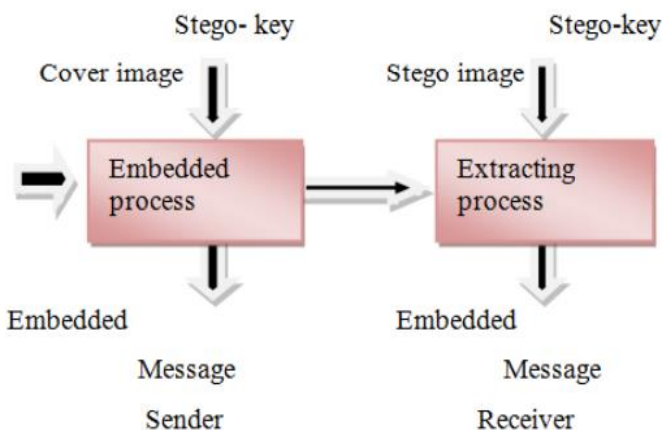 Stego- key
Stego-key
Cover image
Stego image
Embedded
process
Extracting
process
Embedded
Embedded
Message
Message
Sender
Receiver